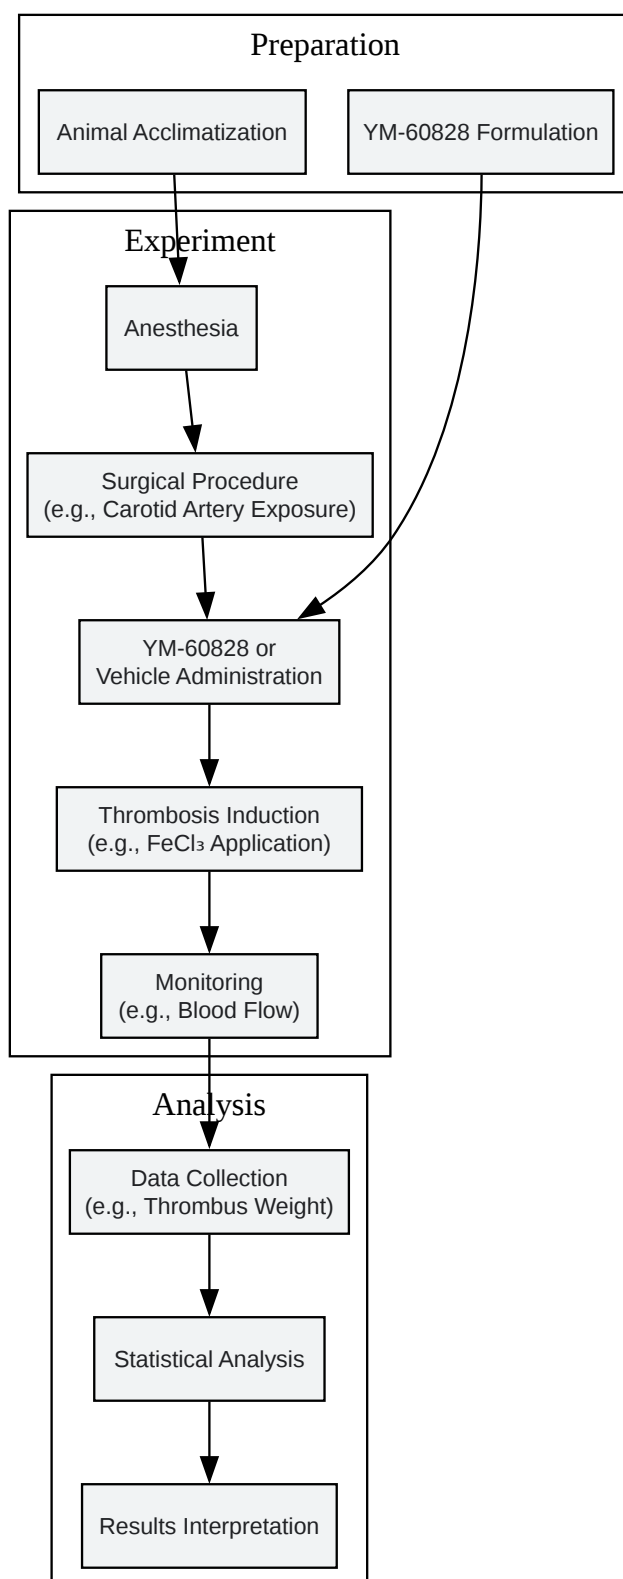 Preparation
Animal Acclimatization
YM-60828 Formulation
Experiment
Anesthesia
Surgical Procedure
(e.g., Carotid Artery Exposure)
YM-60828 or
Vehicle Administration
Thrombosis Induction
(e.g., FeCl₃ Application)
Monitoring
(e.g., Blood Flow)
Analysis
Data Collection
(e.g., Thrombus Weight)
Statistical Analysis
Results Interpretation